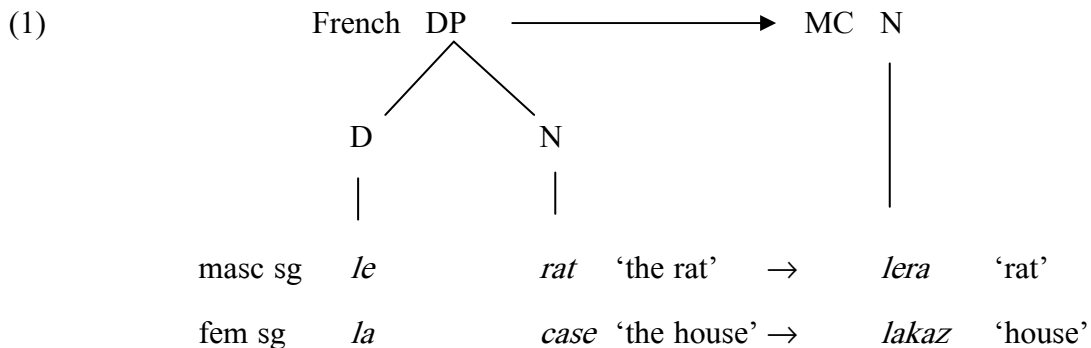 (1) French DP MC N
D N
masc sg le rat ‘the rat’ → lera ‘rat’
fem sg la case ‘the house’ → lakaz ‘house’